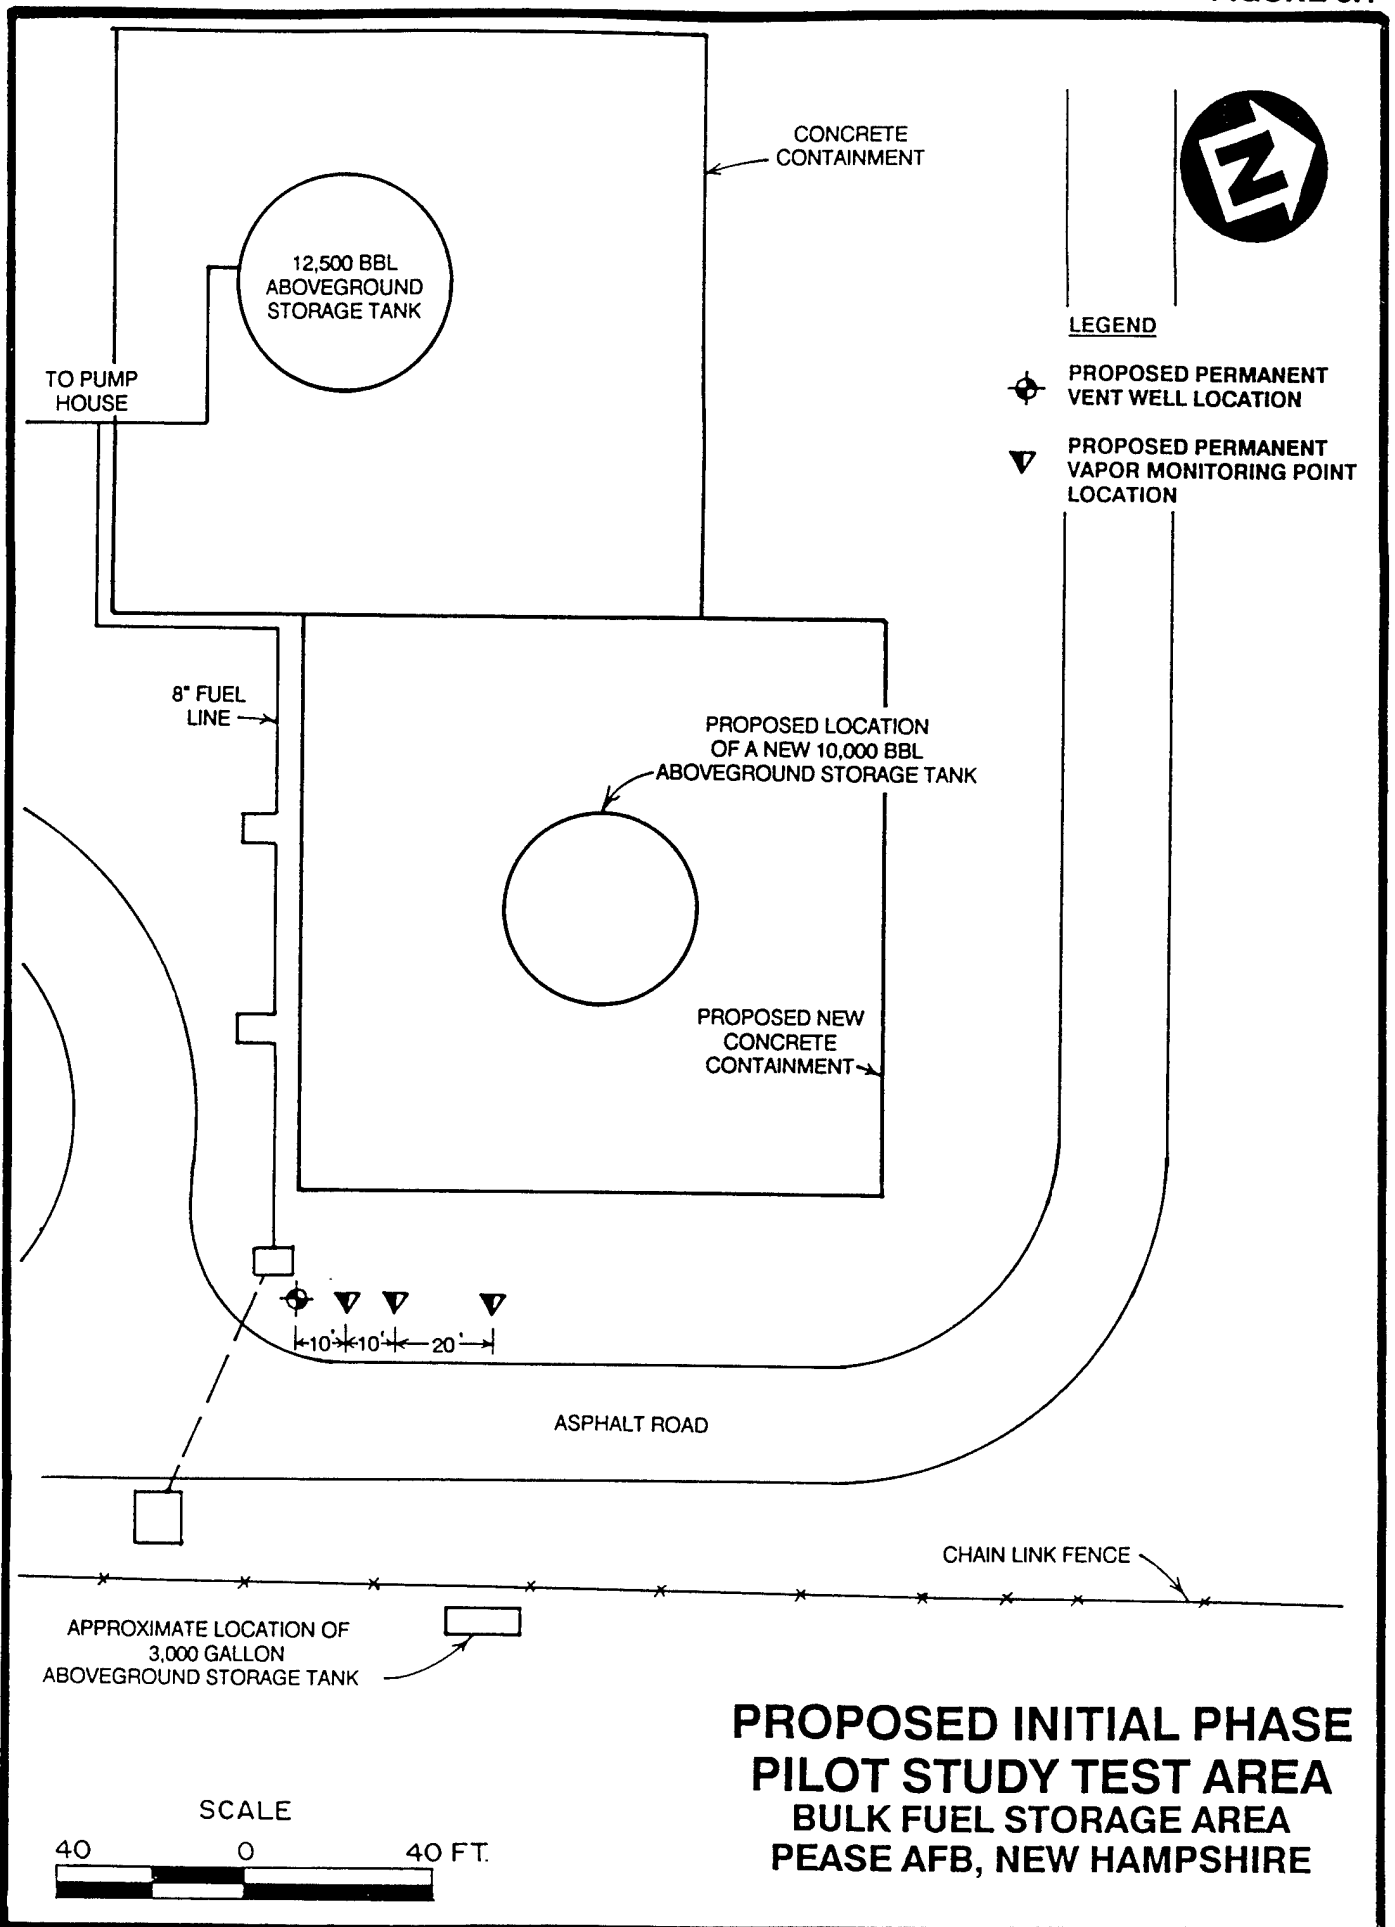 CONCRETE
CONTAINMENT
N
12,500 BBL
ABOVEGROUND
STORAGE TANK
LEGEND
PROPOSED PERMANENT
VENT WELL LOCATION
PROPOSED PERMANENT
VAPOR MONITORING POINT
LOCATION
TO PUMP
HOUSE
8" FUEL
LINE
PROPOSED LOCATION
OF A NEW 10,000 BBL
ABOVEGROUND STORAGE TANK
PROPOSED NEW
CONCRETE
CONTAINMENT
10' 10' 20'
ASPHALT ROAD
CHAIN LINK FENCE
APPROXIMATE LOCATION OF
3,000 GALLON
ABOVEGROUND STORAGE TANK
PROPOSED INITIAL PHASE
PILOT STUDY TEST AREA
BULK FUEL STORAGE AREA
PEASE AFB, NEW HAMPSHIRE
SCALE
40 0 40 FT.